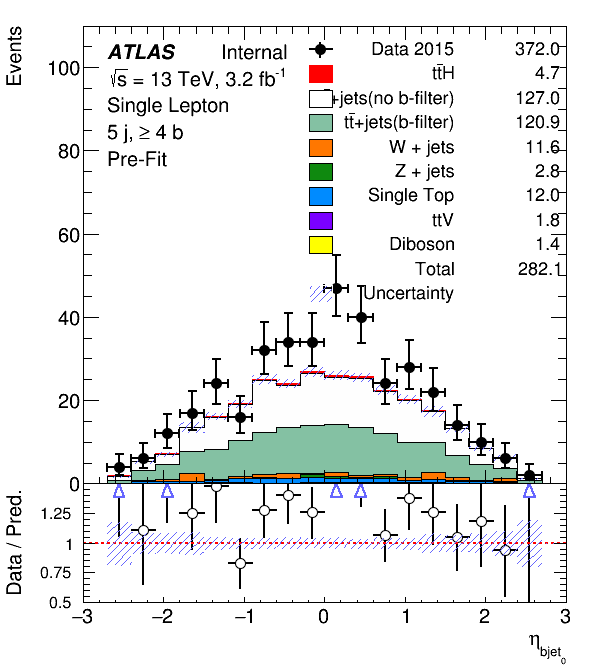 Events
ATLAS Internal
√s = 13 TeV, 3.2 fb⁻¹
Single Lepton
5 j, ≥ 4 b
Pre-Fit
Data 2015 372.0
tt̄H 4.7
+jets(no b-filter) 127.0
tt̄+jets(b-filter) 120.9
W + jets 11.6
Z + jets 2.8
Single Top 12.0
ttV 1.8
Diboson 1.4
Total 282.1
Uncertainty
100
80
60
40
20
0
Data / Pred.
1.25
1
0.75
0.5
−3 −2 −1 0 1 2 3
η_bjet_0